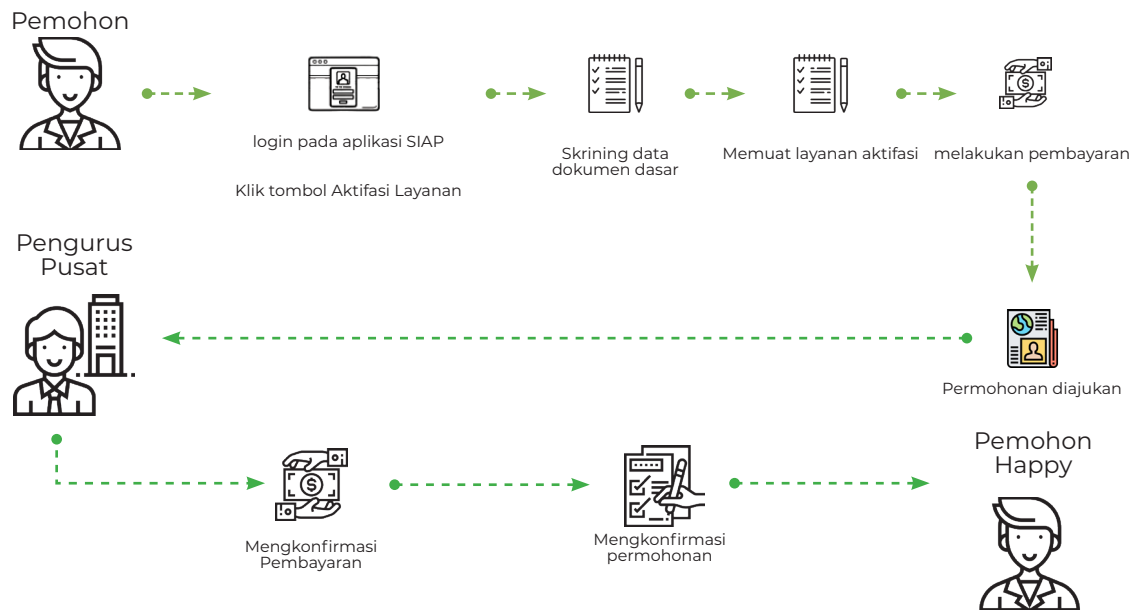 Pemohon
login pada aplikasi SIAP
Klik tombol Aktifasi Layanan
Skrining data
dokumen dasar
Memuat layanan aktifasi
melakukan pembayaran
Permohonan diajukan
Pengurus
Pusat
Mengkonfirmasi
Pembayaran
Mengkonfirmasi
permohonan
Pemohon
Happy